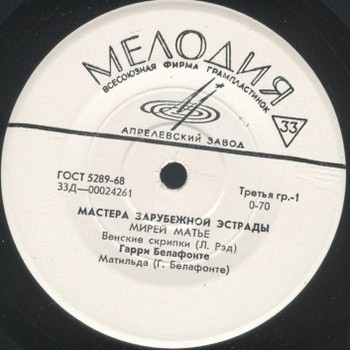 МЕЛОДИЯ
ВСЕСОЮЗНАЯ ФИРМА ГРАМПЛАСТИНОК
33
АПРЕЛЕВСКИЙ ЗАВОД
ГОСТ 5289-68
33Д—00024261
Третья гр.-1
0-70
МАСТЕРА ЗАРУБЕЖНОЙ ЭСТРАДЫ
МИРЕЙ МАТЬЕ
Венские скрипки (Л. Рэд)
Гарри Белафонте
Матильда (Г. Белафонте)